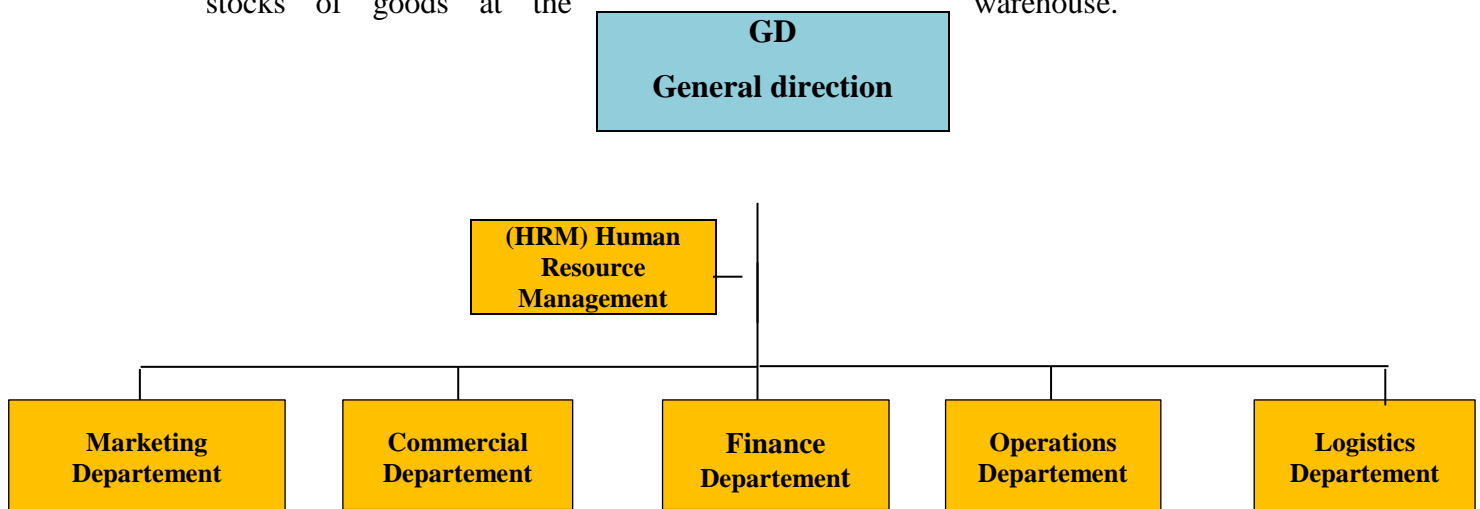 stocks of goods at the warehouse.
GD
General direction
(HRM) Human
Resource
Management
Marketing
Departement
Commercial
Departement
Finance
Departement
Operations
Departement
Logistics
Departement